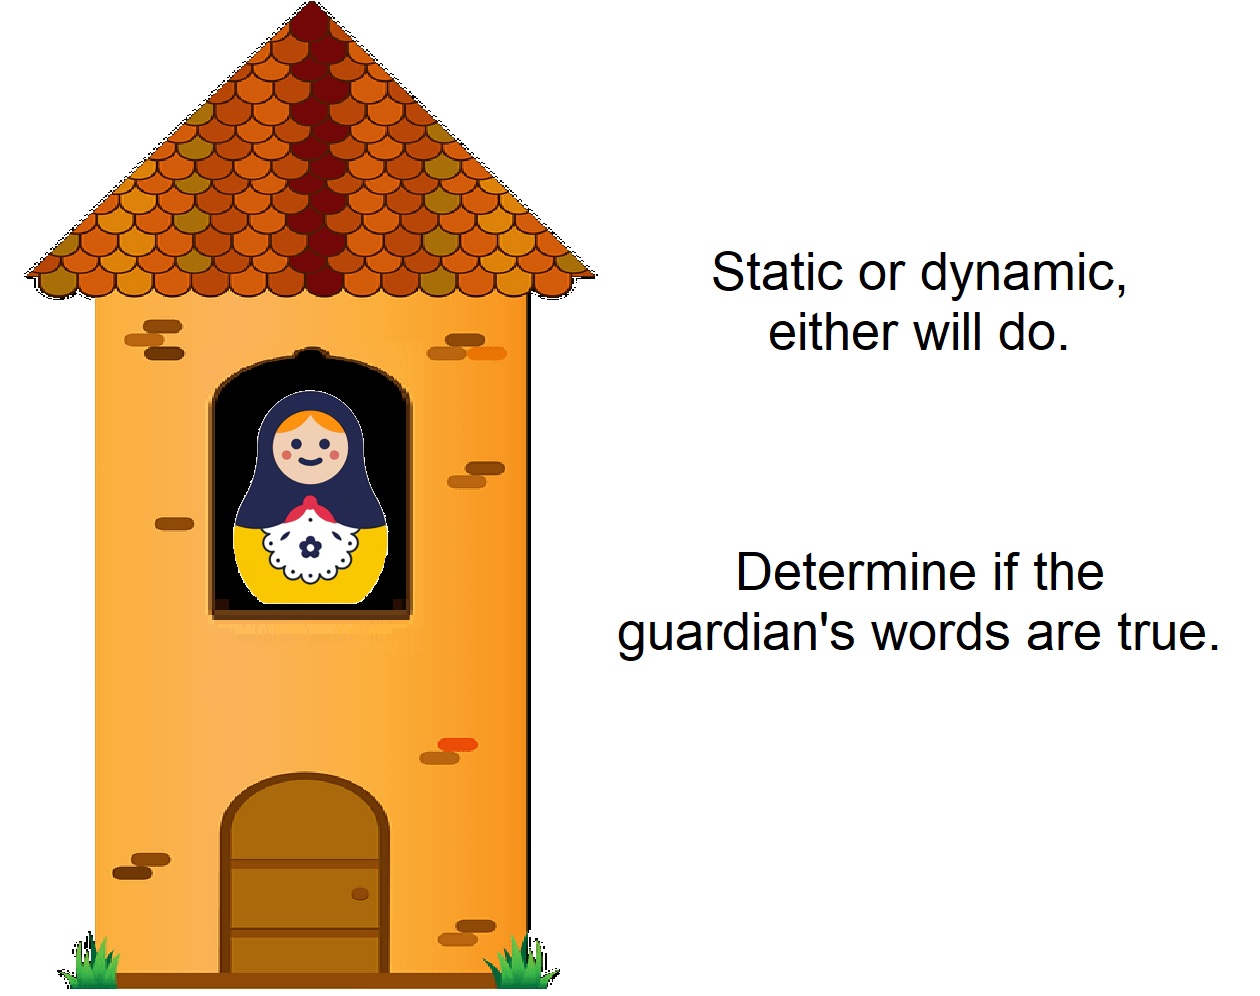 Static or dynamic,
either will do.
Determine if the
guardian's words are true.